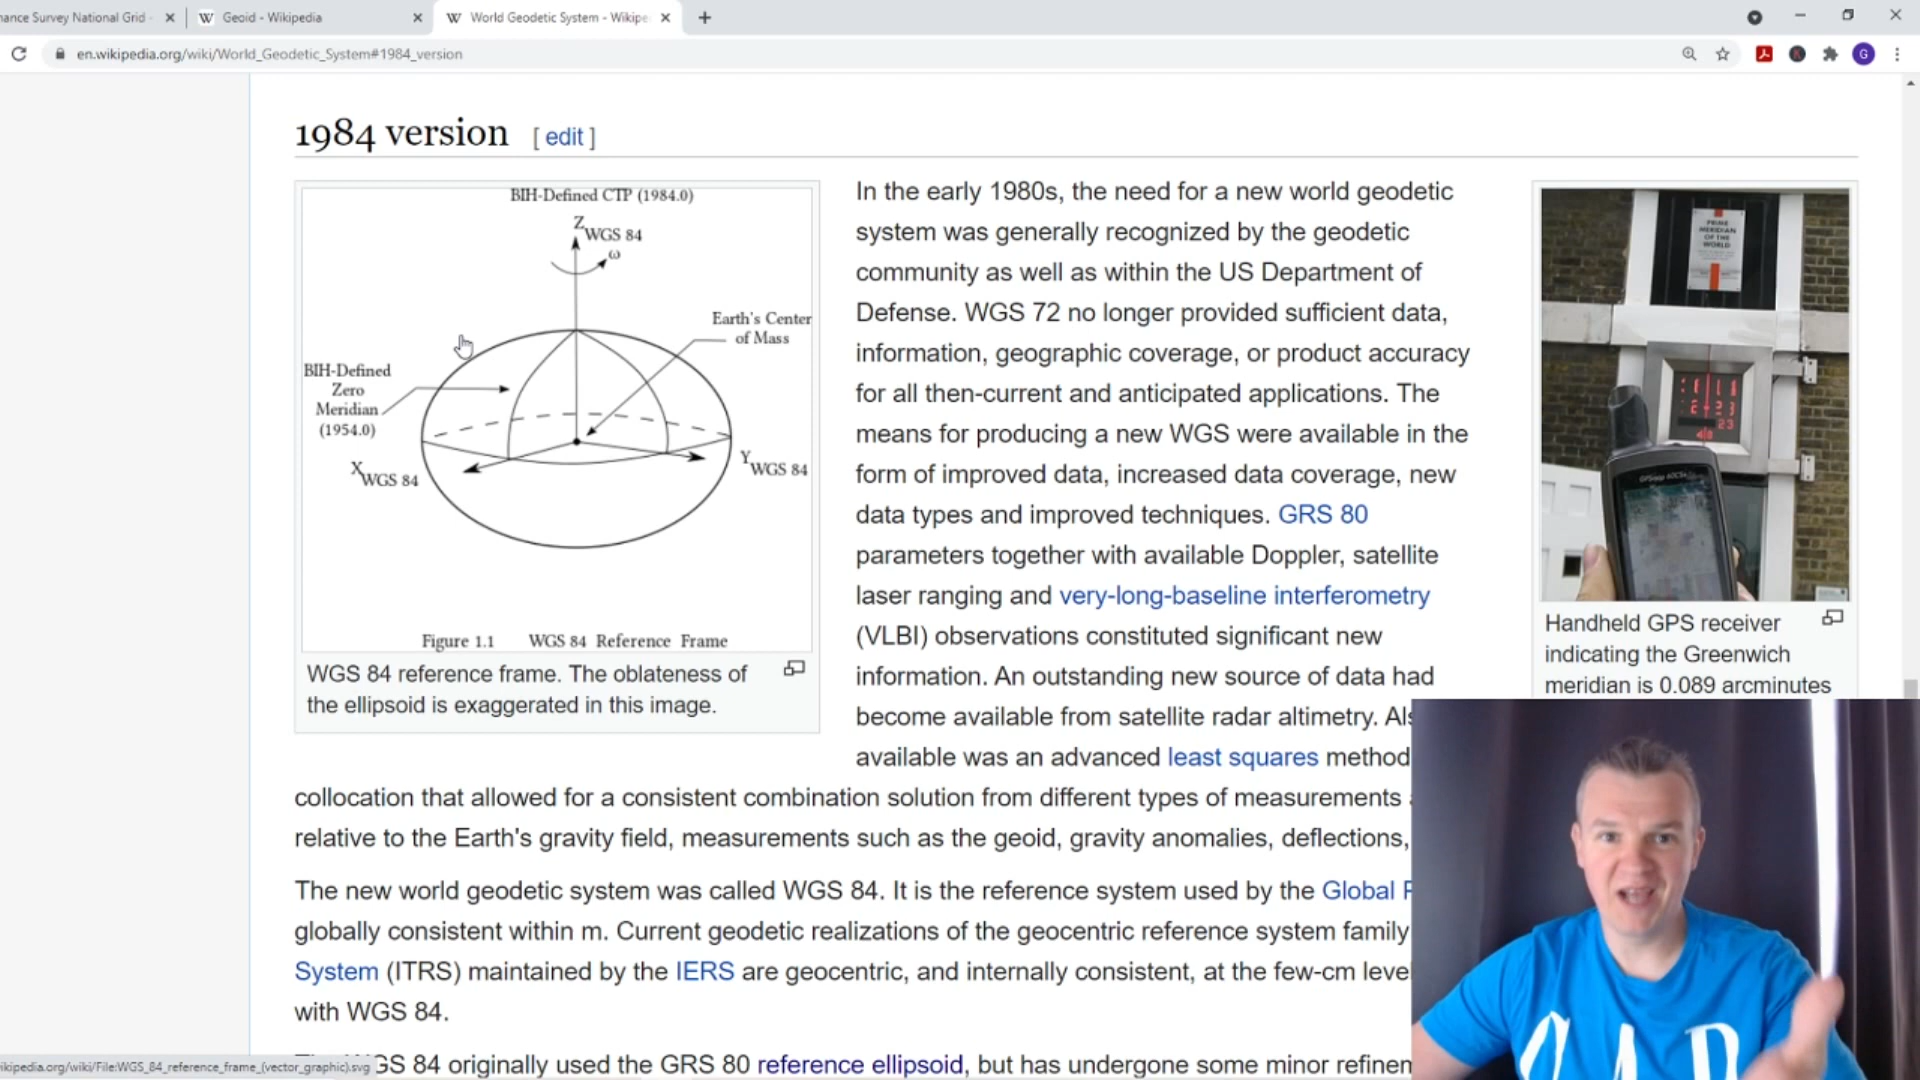 nance Survey National Grid -
Geoid - Wikipedia
World Geodetic System - Wikipe
en.wikipedia.org/wiki/World_Geodetic_System#1984_version
G
1984 version [ edit ]
BIH-Defined CTP (1984.0)
Z WGS 84
ω
Earth's Center
of Mass
BIH-Defined
Zero
Meridian
(1954.0)
X WGS 84
Y WGS 84
Figure 1.1 WGS 84 Reference Frame
WGS 84 reference frame. The oblateness of
the ellipsoid is exaggerated in this image.
In the early 1980s, the need for a new world geodetic
system was generally recognized by the geodetic
community as well as within the US Department of
Defense. WGS 72 no longer provided sufficient data,
information, geographic coverage, or product accuracy
for all then-current and anticipated applications. The
means for producing a new WGS were available in the
form of improved data, increased data coverage, new
data types and improved techniques. GRS 80
parameters together with available Doppler, satellite
laser ranging and very-long-baseline interferometry
(VLBI) observations constituted significant new
information. An outstanding new source of data had
become available from satellite radar altimetry. Als
available was an advanced least squares method
collocation that allowed for a consistent combination solution from different types of measurements
relative to the Earth's gravity field, measurements such as the geoid, gravity anomalies, deflections,
The new world geodetic system was called WGS 84. It is the reference system used by the Global P
globally consistent within m. Current geodetic realizations of the geocentric reference system family
System (ITRS) maintained by the IERS are geocentric, and internally consistent, at the few-cm leve
with WGS 84.
GS 84 originally used the GRS 80 reference ellipsoid, but has undergone some minor refinem
PRIME
MERIDIAN
OF THE
WORLD
Handheld GPS receiver
indicating the Greenwich
meridian is 0.089 arcminutes
ikipedia.org/wiki/File:WGS_84_reference_frame_(vector_graphic).svg